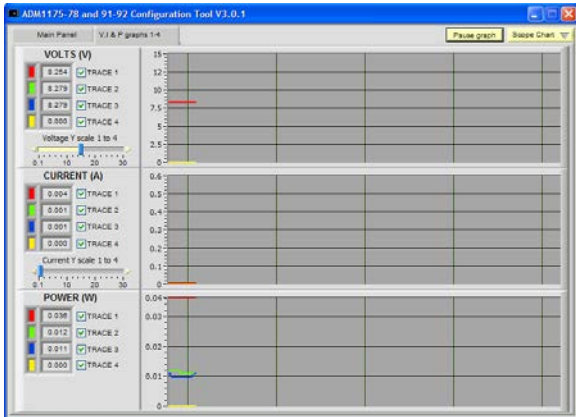 ADM1175-78 and 91-92 Configuration Tool V3.0.1
Main Panel V,I & P graphs 1-4 Pause graph Scope Chart
VOLTS (V)
8.254 TRACE 1
8.279 TRACE 2
8.279 TRACE 3
0.000 TRACE 4
Voltage Y scale 1 to 4
0.1 10 20 30
15
12
10
7.5
5
2.5
0
CURRENT (A)
0.004 TRACE 1
0.001 TRACE 2
0.001 TRACE 3
0.000 TRACE 4
Current Y scale 1 to 4
0.1 10 20 30
0.6
0.5
0.4
0.3
0.2
0.1
0
POWER (W)
0.036 TRACE 1
0.012 TRACE 2
0.011 TRACE 3
0.000 TRACE 4
0.04
0.03
0.02
0.01
0